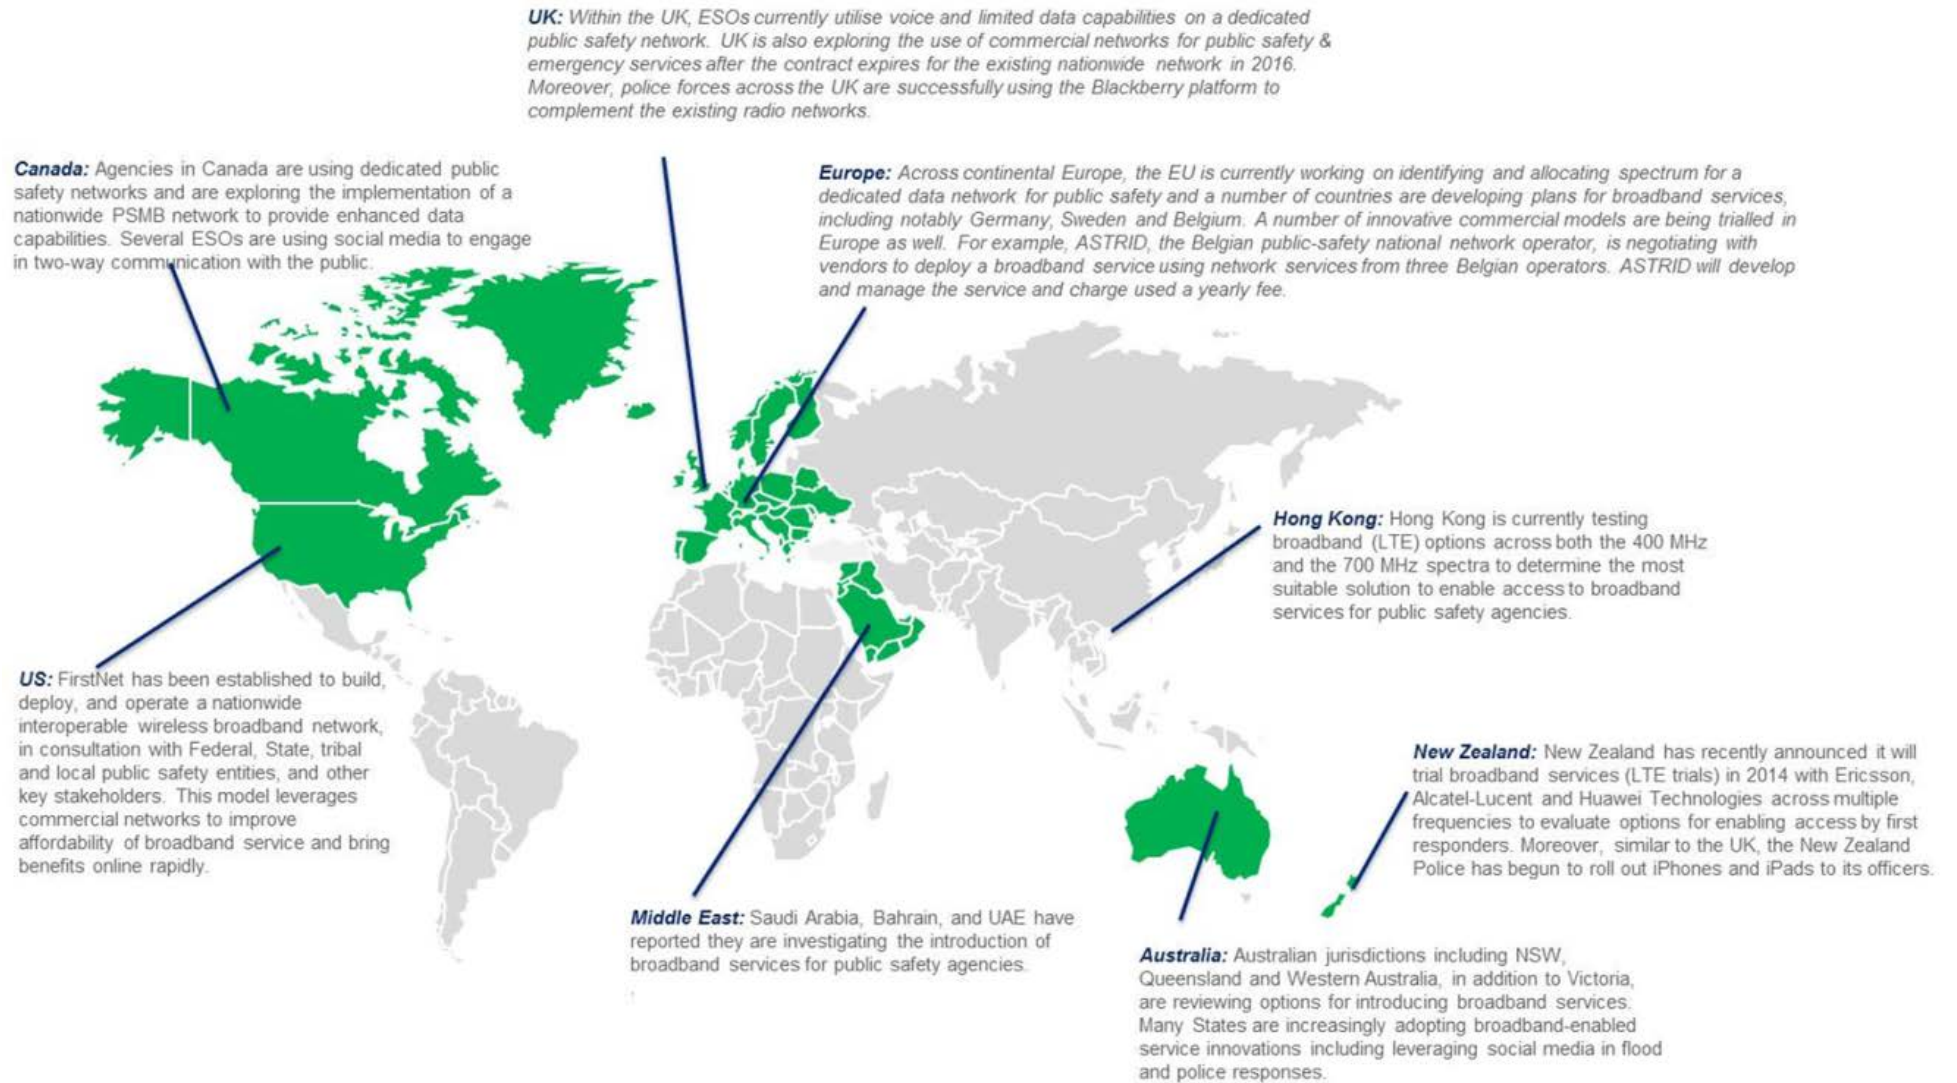 UK: Within the UK, ESOs currently utilise voice and limited data capabilities on a dedicated
public safety network. UK is also exploring the use of commercial networks for public safety &
emergency services after the contract expires for the existing nationwide network in 2016.
Moreover, police forces across the UK are successfully using the Blackberry platform to
complement the existing radio networks.
Canada: Agencies in Canada are using dedicated public
safety networks and are exploring the implementation of a
nationwide PSMB network to provide enhanced data
capabilities. Several ESOs are using social media to engage
in two-way communication with the public.
Europe: Across continental Europe, the EU is currently working on identifying and allocating spectrum for a
dedicated data network for public safety and a number of countries are developing plans for broadband services,
including notably Germany, Sweden and Belgium. A number of innovative commercial models are being trialled in
Europe as well. For example, ASTRID, the Belgian public-safety national network operator, is negotiating with
vendors to deploy a broadband service using network services from three Belgian operators. ASTRID will develop
and manage the service and charge used a yearly fee.
Hong Kong: Hong Kong is currently testing
broadband (LTE) options across both the 400 MHz
and the 700 MHz spectra to determine the most
suitable solution to enable access to broadband
services for public safety agencies.
US: FirstNet has been established to build,
deploy, and operate a nationwide
interoperable wireless broadband network,
in consultation with Federal, State, tribal
and local public safety entities, and other
key stakeholders. This model leverages
commercial networks to improve
affordability of broadband service and bring
benefits online rapidly.
New Zealand: New Zealand has recently announced it will
trial broadband services (LTE trials) in 2014 with Ericsson,
Alcatel-Lucent and Huawei Technologies across multiple
frequencies to evaluate options for enabling access by first
responders. Moreover, similar to the UK, the New Zealand
Police has begun to roll out iPhones and iPads to its officers.
Middle East: Saudi Arabia, Bahrain, and UAE have
reported they are investigating the introduction of
broadband services for public safety agencies.
Australia: Australian jurisdictions including NSW,
Queensland and Western Australia, in addition to Victoria,
are reviewing options for introducing broadband services.
Many States are increasingly adopting broadband-enabled
service innovations including leveraging social media in flood
and police responses.